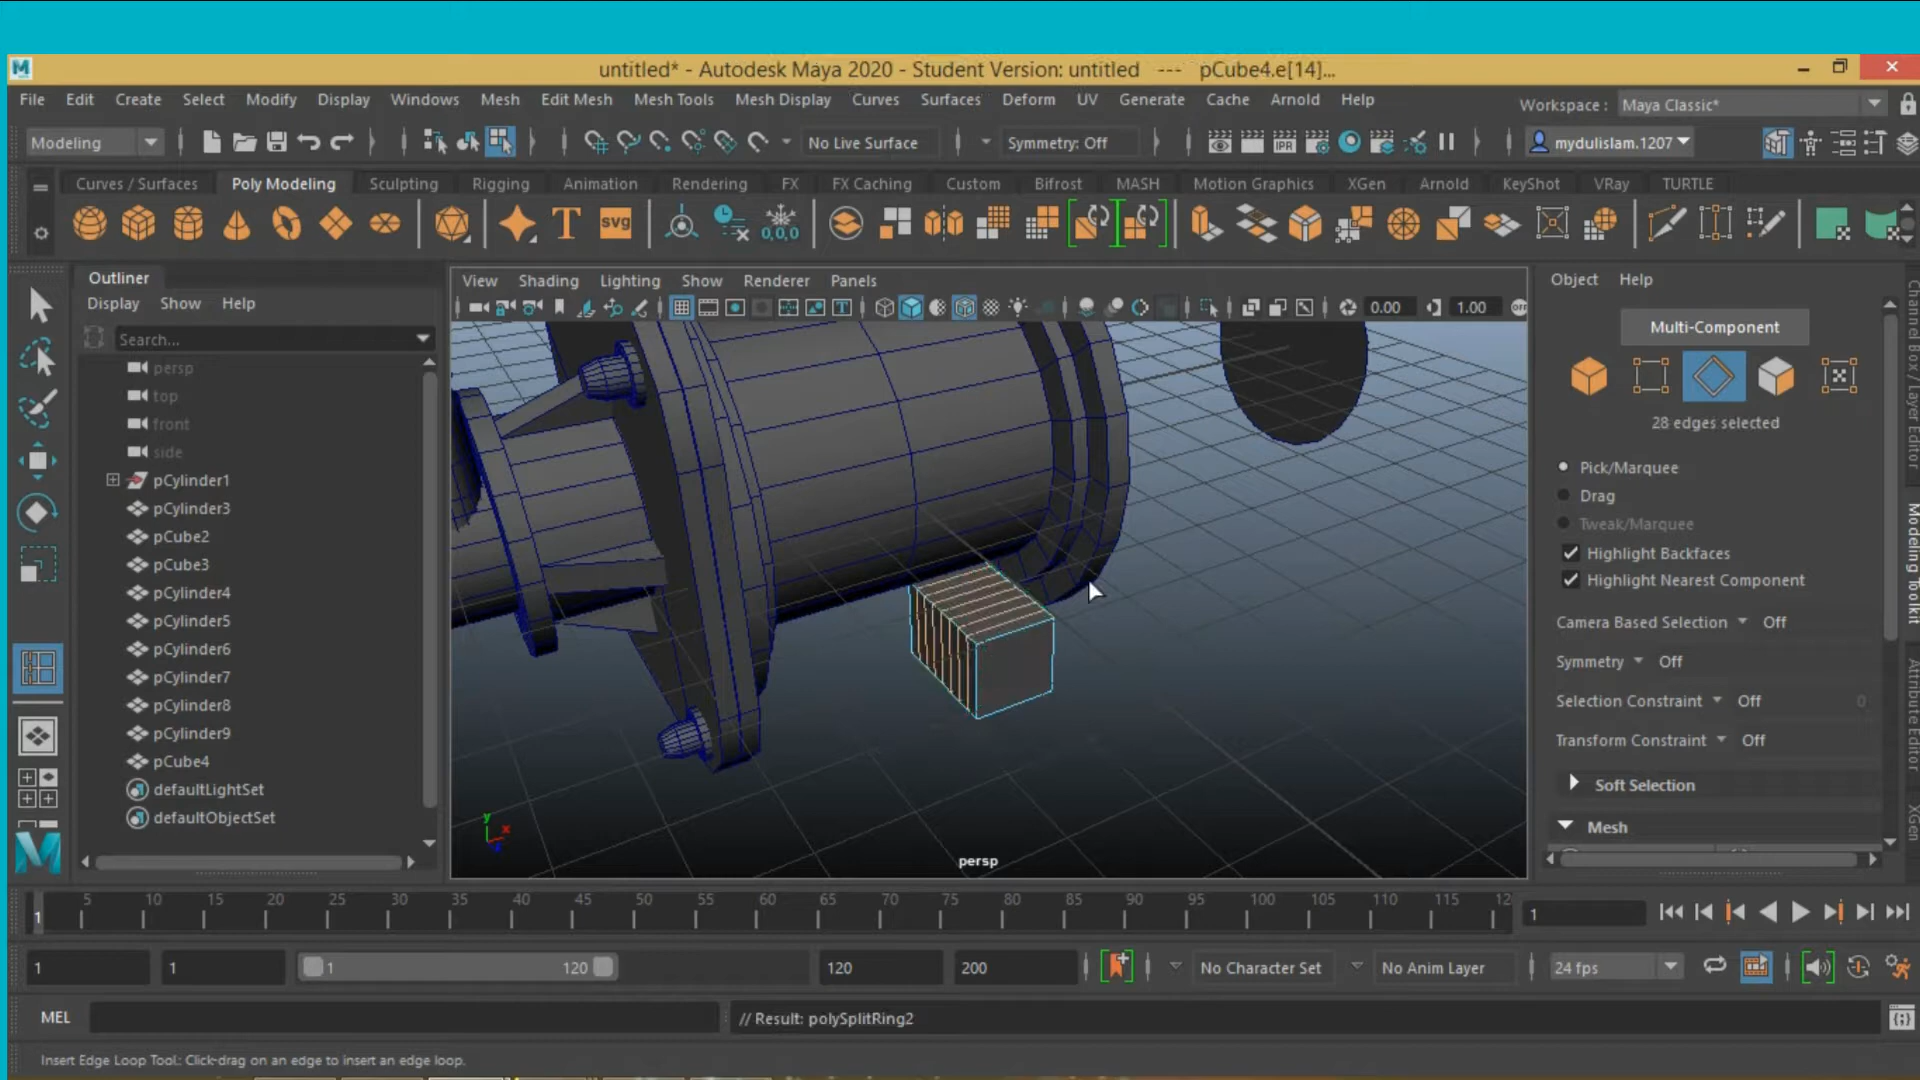 untitled* - Autodesk Maya 2020 - Student Version: untitled --- pCube4.e[14]...
File Edit Create Select Modify Display Windows Mesh Edit Mesh Mesh Tools Mesh Display Curves Surfaces Deform UV Generate Cache Arnold Help
Workspace : Maya Classic*
Modeling No Live Surface Symmetry: Off IPR mydulislam.1207
Curves / Surfaces Poly Modeling Sculpting Rigging Animation Rendering FX FX Caching Custom Bifrost MASH Motion Graphics XGen Arnold KeyShot VRay TURTLE
T SVG 0,0,0
Outliner
Display Show Help
Search...
persp
top
front
side
pCylinder1
pCylinder3
pCube2
pCube3
pCylinder4
pCylinder5
pCylinder6
pCylinder7
pCylinder8
pCylinder9
pCube4
defaultLightSet
defaultObjectSet
View Shading Lighting Show Renderer Panels
0.00 1.00
y x
persp
Object Help
Multi-Component
28 edges selected
Pick/Marquee
Drag
Tweak/Marquee
Highlight Backfaces
Highlight Nearest Component
Camera Based Selection Off
Symmetry Off
Selection Constraint Off 0
Transform Constraint Off
Soft Selection
Mesh
Channel Box / Layer Editor
Modeling Toolkit
Attribute Editor
XGen
1 5 10 15 20 25 30 35 40 45 50 55 60 65 70 75 80 85 90 95 100 105 110 115 12
1
1 1 1 120 120 200 No Character Set No Anim Layer 24 fps
MEL // Result: polySplitRing2
Insert Edge Loop Tool: Click-drag on an edge to insert an edge loop.